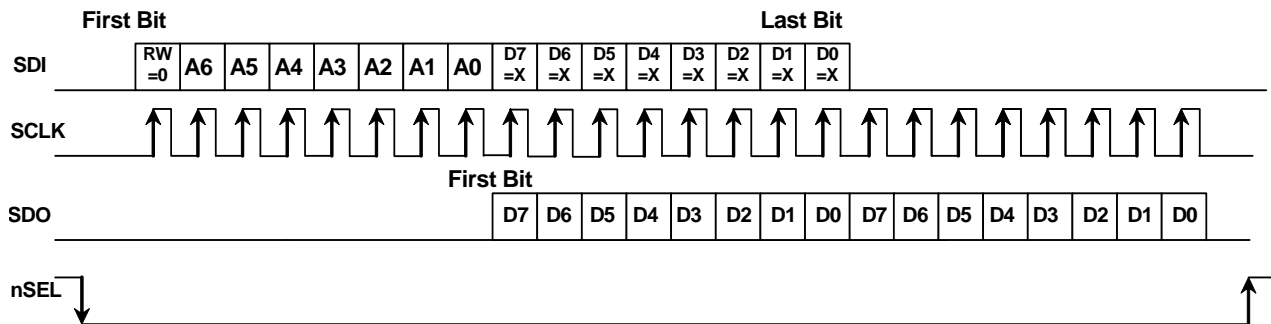 First Bit Last Bit
SDI RW =0 A6 A5 A4 A3 A2 A1 A0 D7 =X D6 =X D5 =X D4 =X D3 =X D2 =X D1 =X D0 =X
SCLK
First Bit
SDO D7 D6 D5 D4 D3 D2 D1 D0 D7 D6 D5 D4 D3 D2 D1 D0
nSEL